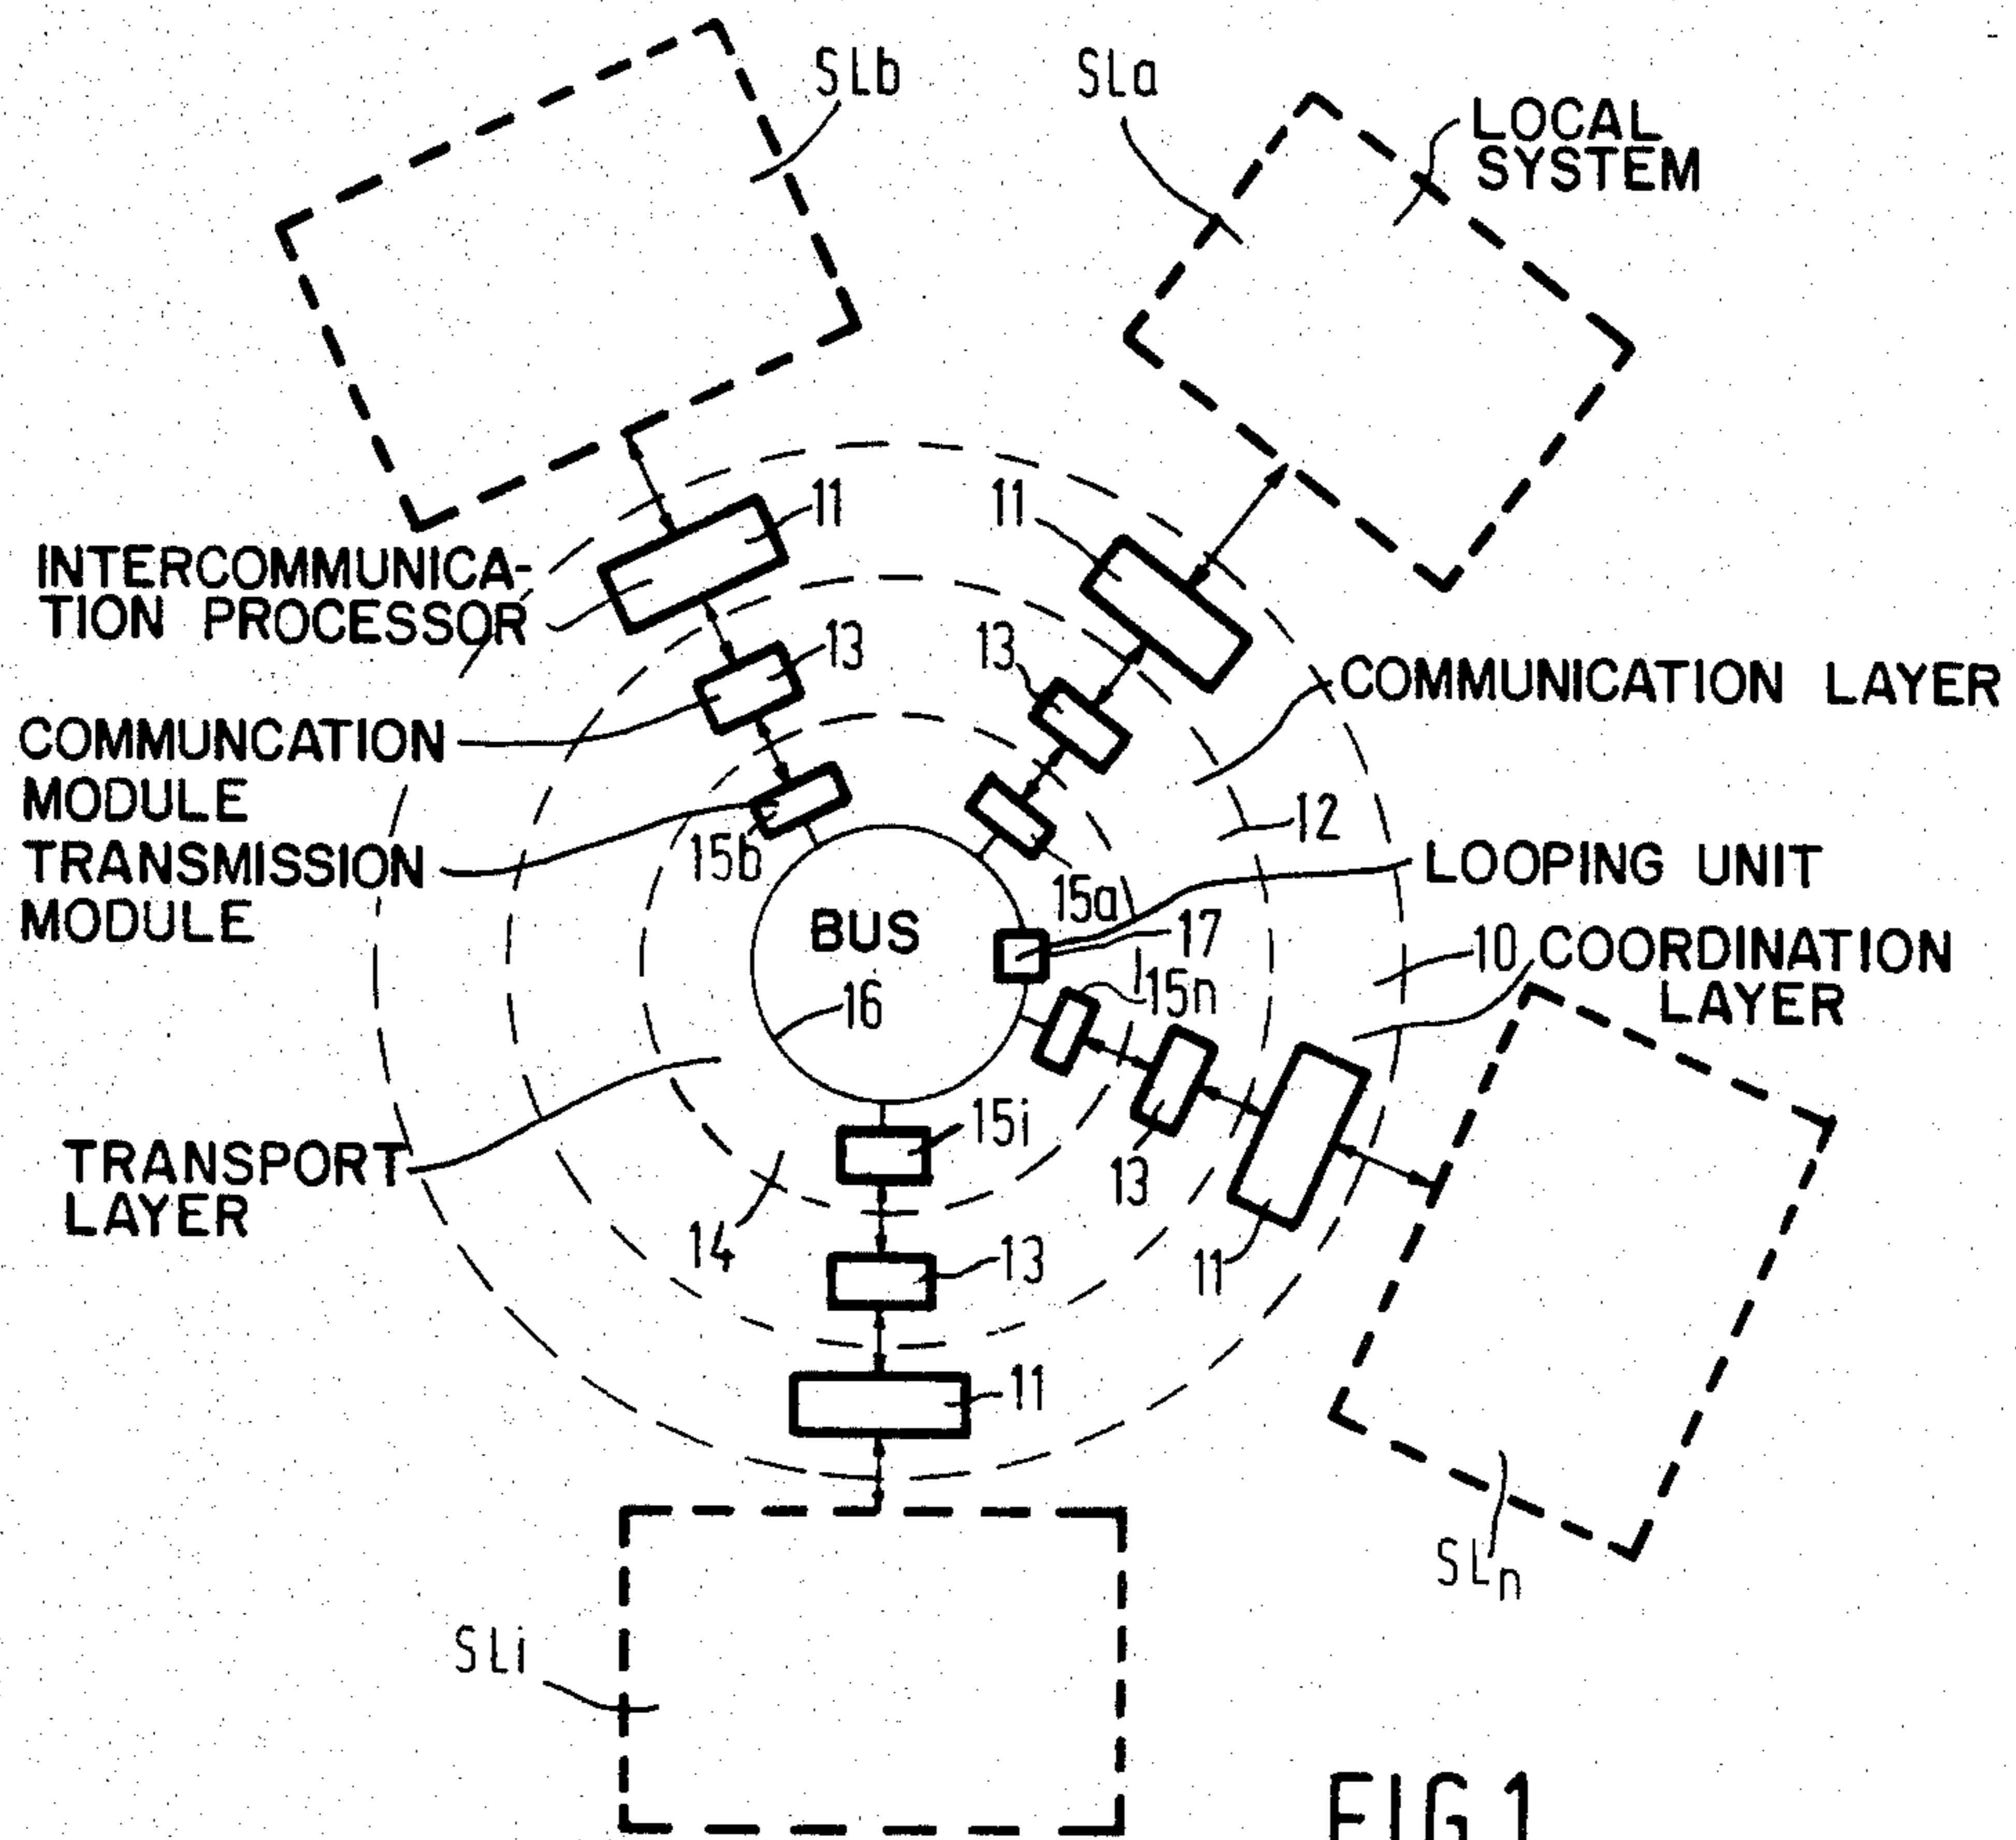 SLb
SLa
LOCAL
SYSTEM
11
11
INTERCOMMUNICA-
TION PROCESSOR
13
13
COMMUNICATION LAYER
COMMUNCATION
MODULE
12
TRANSMISSION
MODULE
15b
15a
LOOPING UNIT
BUS
17
10
COORDINATION
LAYER
15n
16
15i
TRANSPORT
LAYER
13
14
13
11
11
SLn
SLi
FIG.1